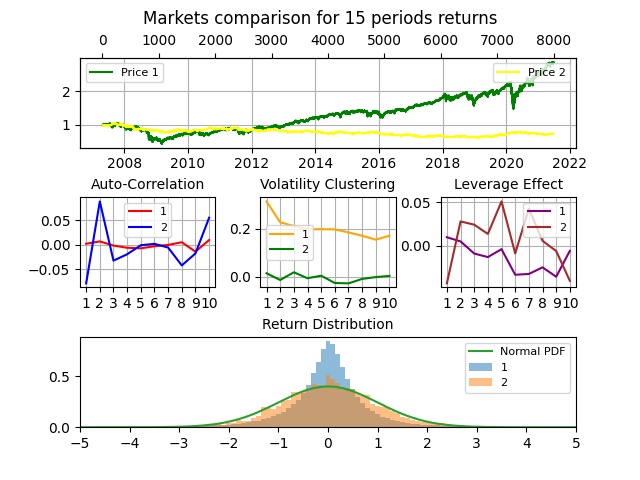 Markets comparison for 15 periods returns
0 1000 2000 3000 4000 5000 6000 7000 8000
Price 1
Price 2
2
1
2008 2010 2012 2014 2016 2018 2020 2022
Auto-Correlation
0.05
0.00
−0.05
1
2
1 2 3 4 5 6 7 8 9 10
Volatility Clustering
0.2
0.0
1
2
1 2 3 4 5 6 7 8 9 10
Leverage Effect
0.05
0.00
1
2
1 2 3 4 5 6 7 8 9 10
Return Distribution
0.5
0.0
Normal PDF
1
2
−5 −4 −3 −2 −1 0 1 2 3 4 5